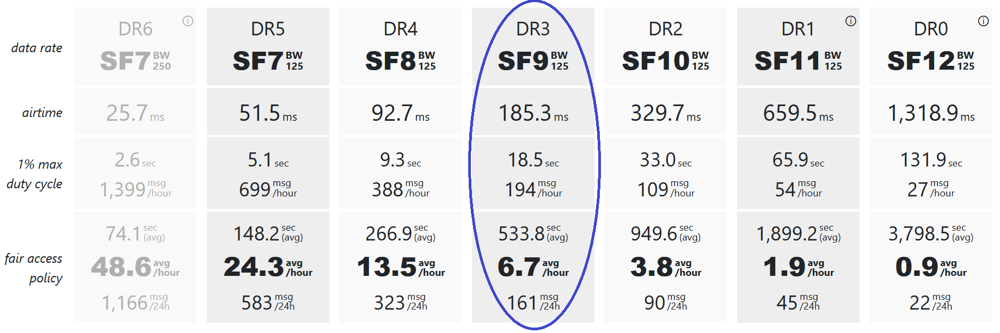 data rate
DR6 ⓘ
SF7 BW 250
DR5
SF7 BW 125
DR4
SF8 BW 125
DR3
SF9 BW 125
DR2
SF10 BW 125
DR1 ⓘ
SF11 BW 125
DR0 ⓘ
SF12 BW 125
airtime
25.7 ms
51.5 ms
92.7 ms
185.3 ms
329.7 ms
659.5 ms
1,318.9 ms
1% max
duty cycle
2.6 sec
1,399 msg /hour
5.1 sec
699 msg /hour
9.3 sec
388 msg /hour
18.5 sec
194 msg /hour
33.0 sec
109 msg /hour
65.9 sec
54 msg /hour
131.9 sec
27 msg /hour
fair access
policy
74.1 sec (avg)
48.6 avg /hour
1,166 msg /24h
148.2 sec (avg)
24.3 avg /hour
583 msg /24h
266.9 sec (avg)
13.5 avg /hour
323 msg /24h
533.8 sec (avg)
6.7 avg /hour
161 msg /24h
949.6 sec (avg)
3.8 avg /hour
90 msg /24h
1,899.2 sec (avg)
1.9 avg /hour
45 msg /24h
3,798.5 sec (avg)
0.9 avg /hour
22 msg /24h